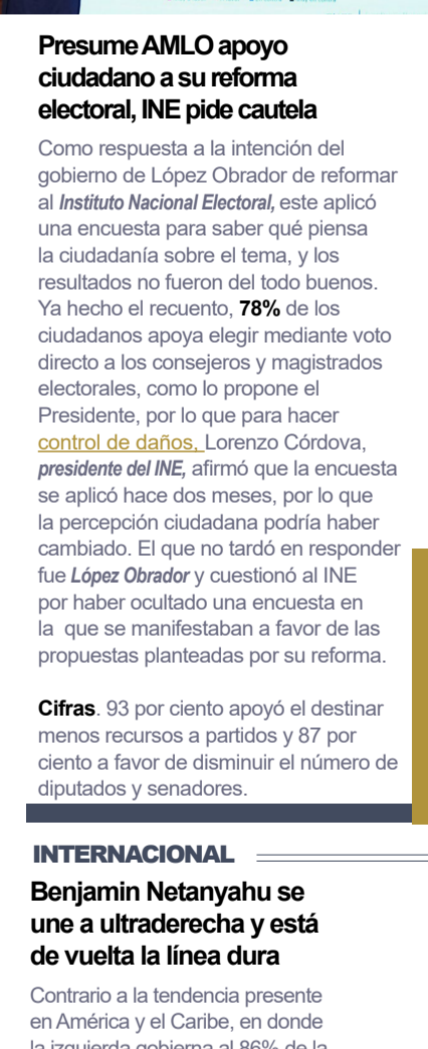 Presume AMLO apoyo
ciudadano a su reforma
electoral, INE pide cautela
Como respuesta a la intención del
gobierno de López Obrador de reformar
al Instituto Nacional Electoral, este aplicó
una encuesta para saber qué piensa
la ciudadanía sobre el tema, y los
resultados no fueron del todo buenos.
Ya hecho el recuento, 78% de los
ciudadanos apoya elegir mediante voto
directo a los consejeros y magistrados
electorales, como lo propone el
Presidente, por lo que para hacer
control de daños, Lorenzo Córdova,
presidente del INE, afirmó que la encuesta
se aplicó hace dos meses, por lo que
la percepción ciudadana podría haber
cambiado. El que no tardó en responder
fue López Obrador y cuestionó al INE
por haber ocultado una encuesta en
la que se manifestaban a favor de las
propuestas planteadas por su reforma.
Cifras. 93 por ciento apoyó el destinar
menos recursos a partidos y 87 por
ciento a favor de disminuir el número de
diputados y senadores.
INTERNACIONAL
Benjamin Netanyahu se
une a ultraderecha y está
de vuelta la línea dura
Contrario a la tendencia presente
en América y el Caribe, en donde
la izquierda gobierna al 86% de la